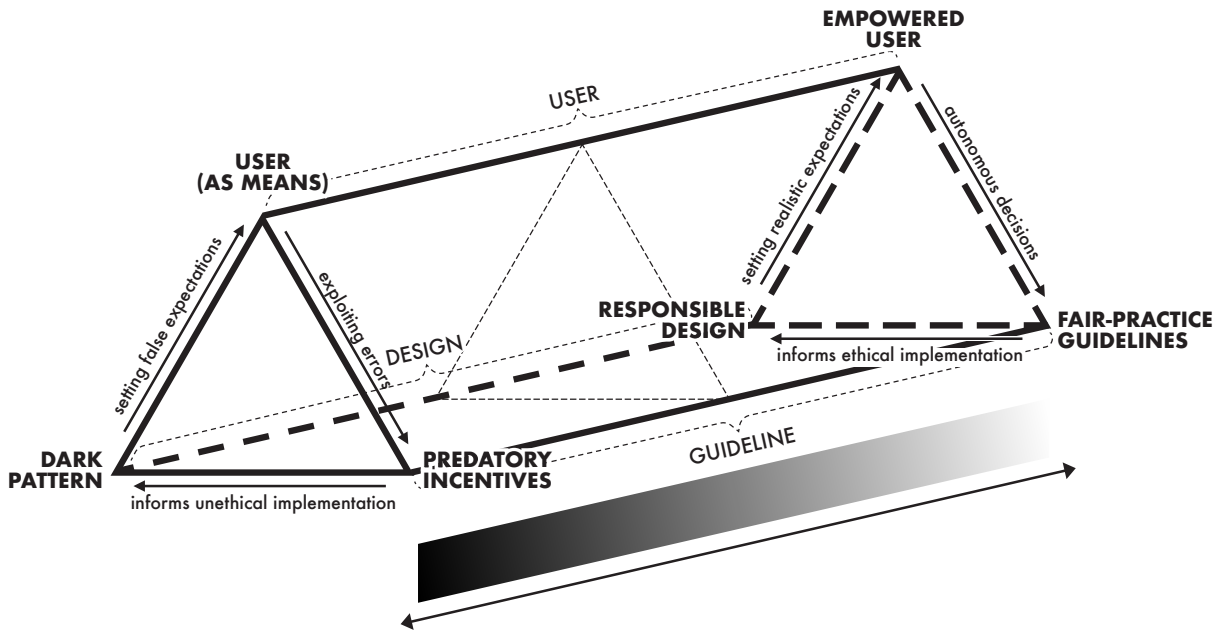 EMPOWERED
USER
USER
setting realistic expectations
autonomous decisions
USER
(AS MEANS)
setting false expectations
exploiting errors
RESPONSIBLE
DESIGN
FAIR-PRACTICE
GUIDELINES
informs ethical implementation
DESIGN
GUIDELINE
DARK
PATTERN
PREDATORY
INCENTIVES
informs unethical implementation